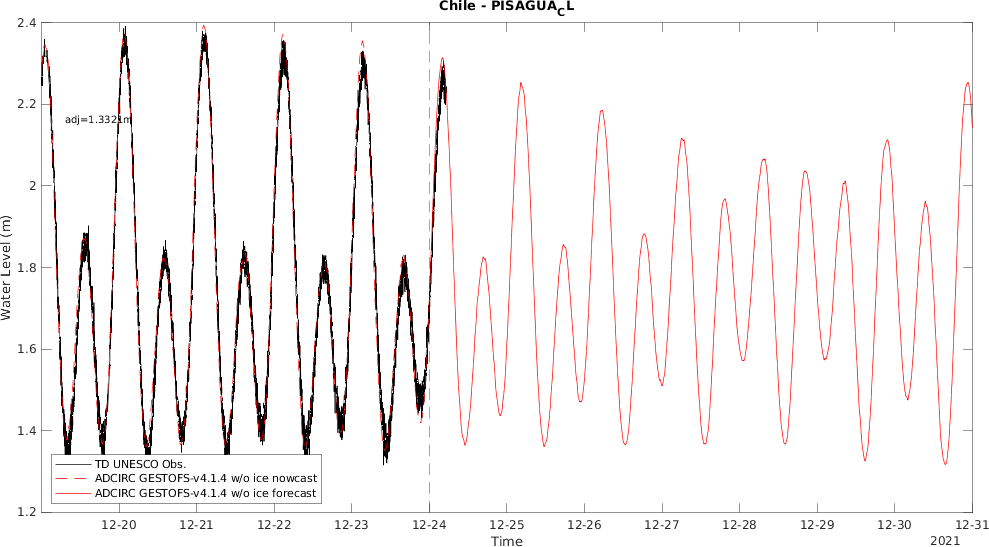 Chile - PISAGUACL
2.4
2.2
2
1.8
1.6
1.4
1.2
Water Level (m)
adj=1.3321m
TD UNESCO Obs.
ADCIRC GESTOFS-v4.1.4 w/o ice nowcast
ADCIRC GESTOFS-v4.1.4 w/o ice forecast
12-20 12-21 12-22 12-23 12-24 12-25 12-26 12-27 12-28 12-29 12-30 12-31
Time
2021